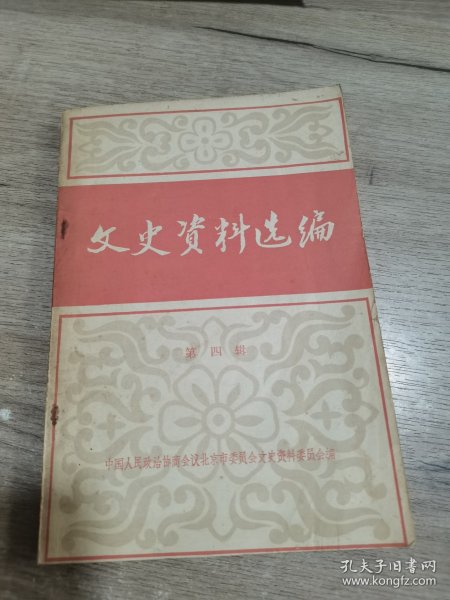 文史資料选编
第四辑
中国人民政治协商会议北京市委员会文史资料委员会编
孔夫子旧书网
www.kongfz.com